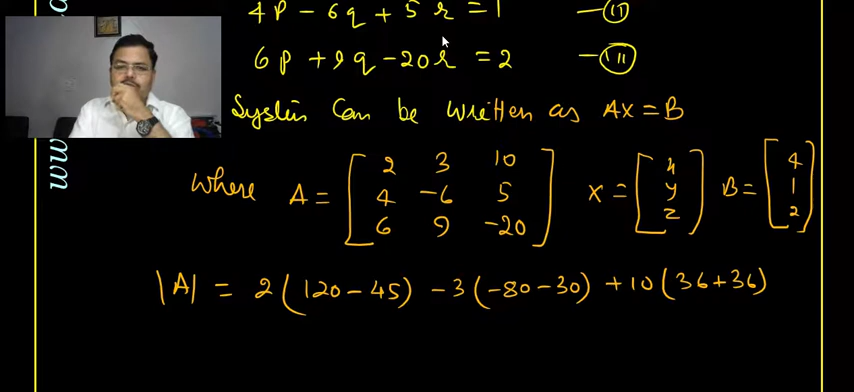 4p - 6q + 5r = 1 - (ii)
6p + 9q - 20r = 2 - (iii)
System Can be written as AX = B
where A = [2 3 10; 4 -6 5; 6 9 -20] X = [x; y; z] B = [4; 1; 2]
|A| = 2(120 - 45) - 3(-80 - 30) + 10(36 + 36)
www.